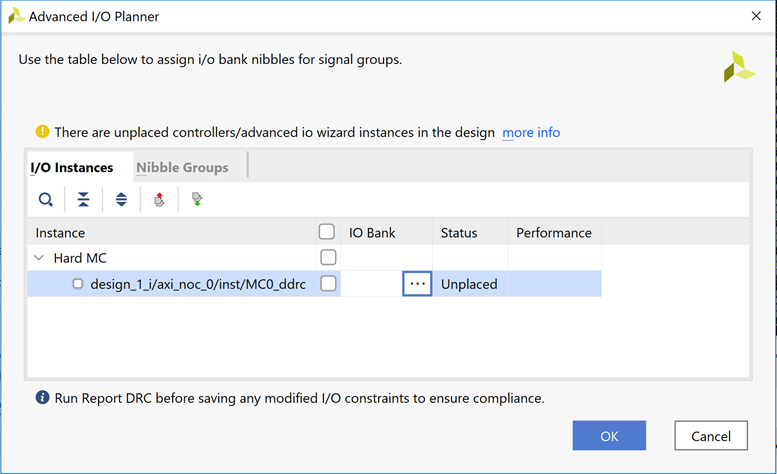 Advanced I/O Planner
Use the table below to assign i/o bank nibbles for signal groups.
There are unplaced controllers/advanced io wizard instances in the design more info
I/O Instances Nibble Groups
Instance IO Bank Status Performance
Hard MC
design_1_i/axi_noc_0/inst/MC0_ddrc ... Unplaced
Run Report DRC before saving any modified I/O constraints to ensure compliance.
OK Cancel